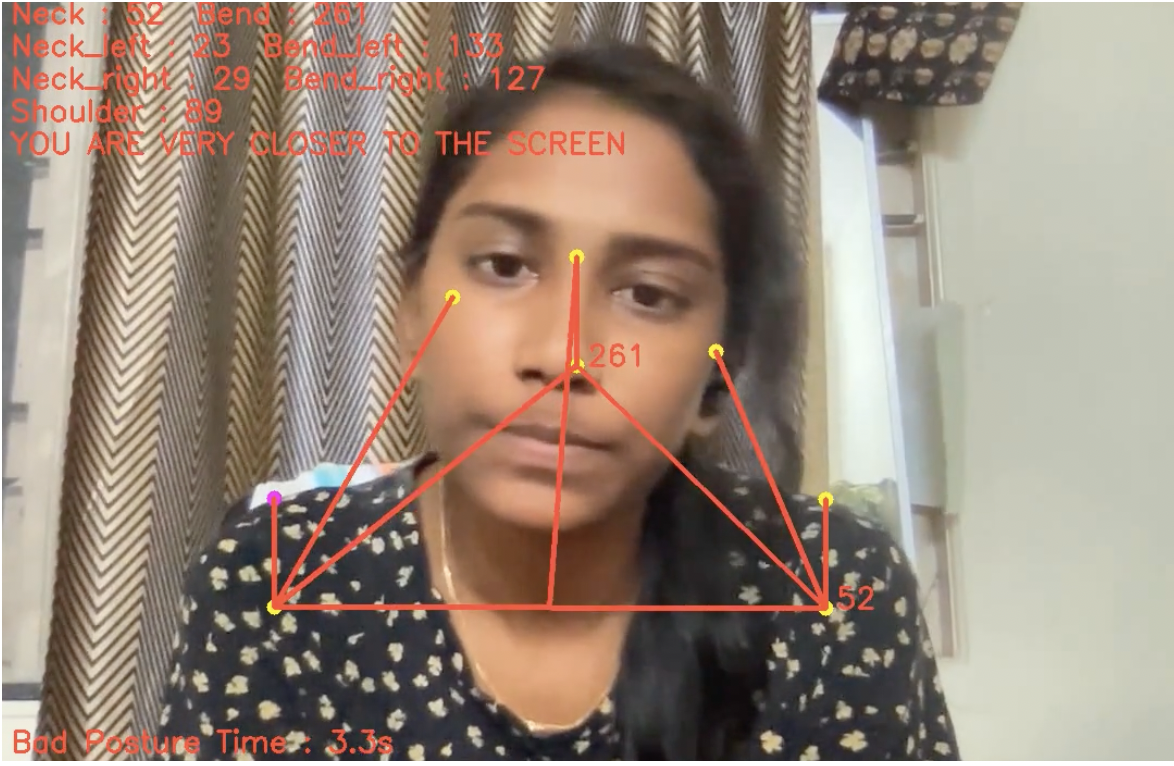 Neck : 52 Bend : 261
Neck_left : 23 Bend_left : 133
Neck_right : 29 Bend_right : 127
Shoulder : 89
YOU ARE VERY CLOSER TO THE SCREEN
261
52
Bad Posture Time : 3.3s